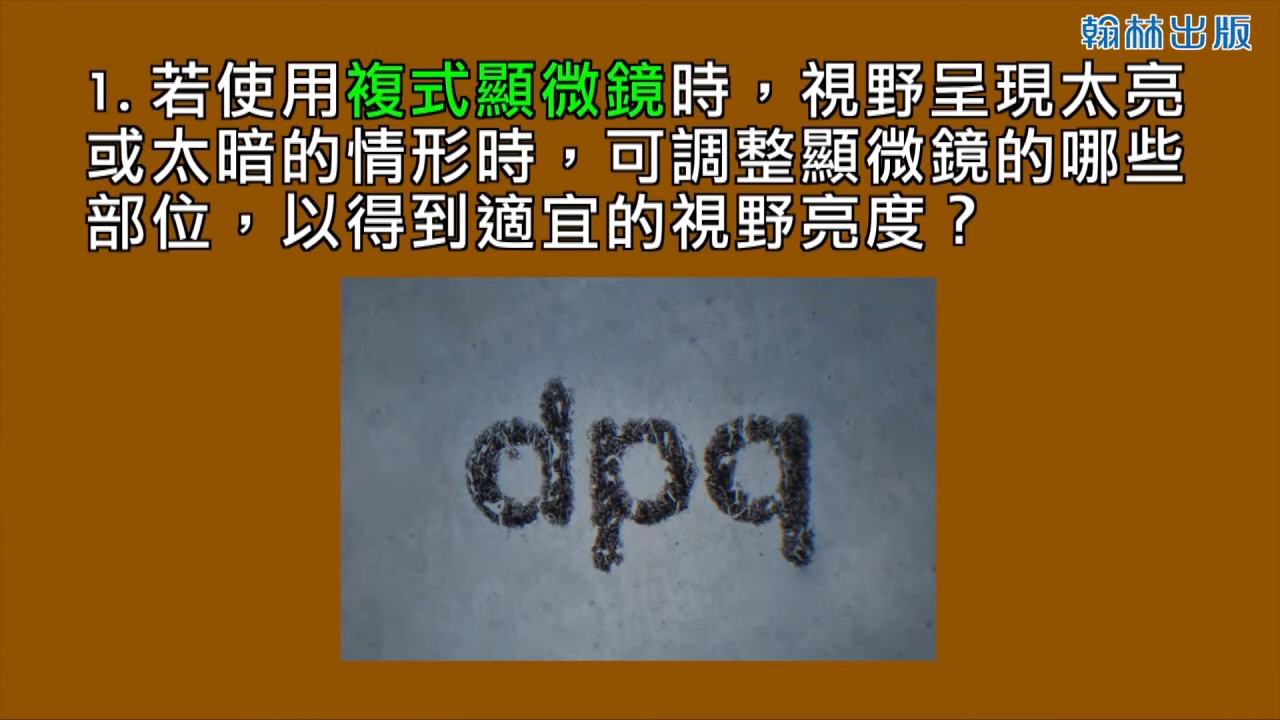 翰林出版
1. 若使用複式顯微鏡時，視野呈現太亮
或太暗的情形時，可調整顯微鏡的哪些
部位，以得到適宜的視野亮度？
dpq